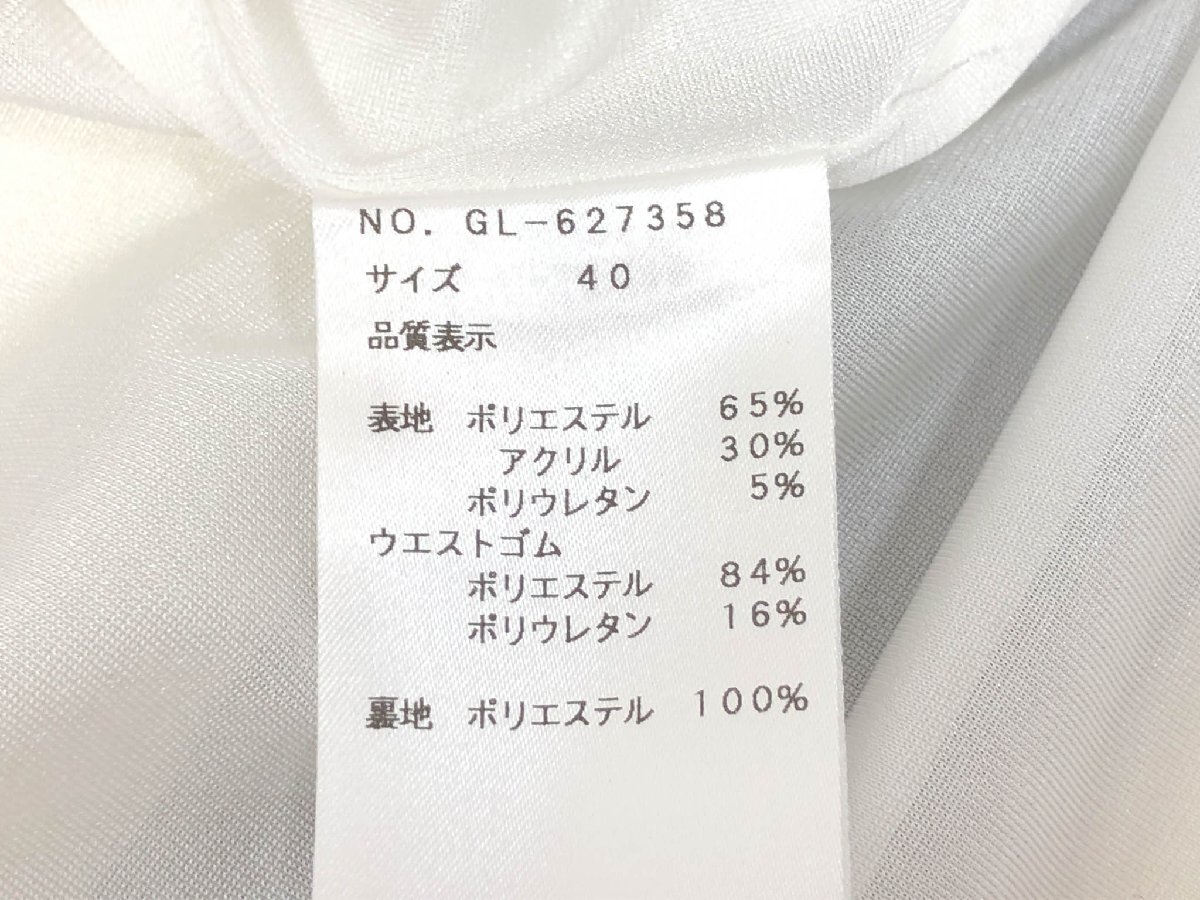 NO. GL-627358
サイズ 40
品質表示
表地 ポリエステル 65%
アクリル 30%
ポリウレタン 5%
ウエストゴム
ポリエステル 84%
ポリウレタン 16%
裏地 ポリエステル 100%